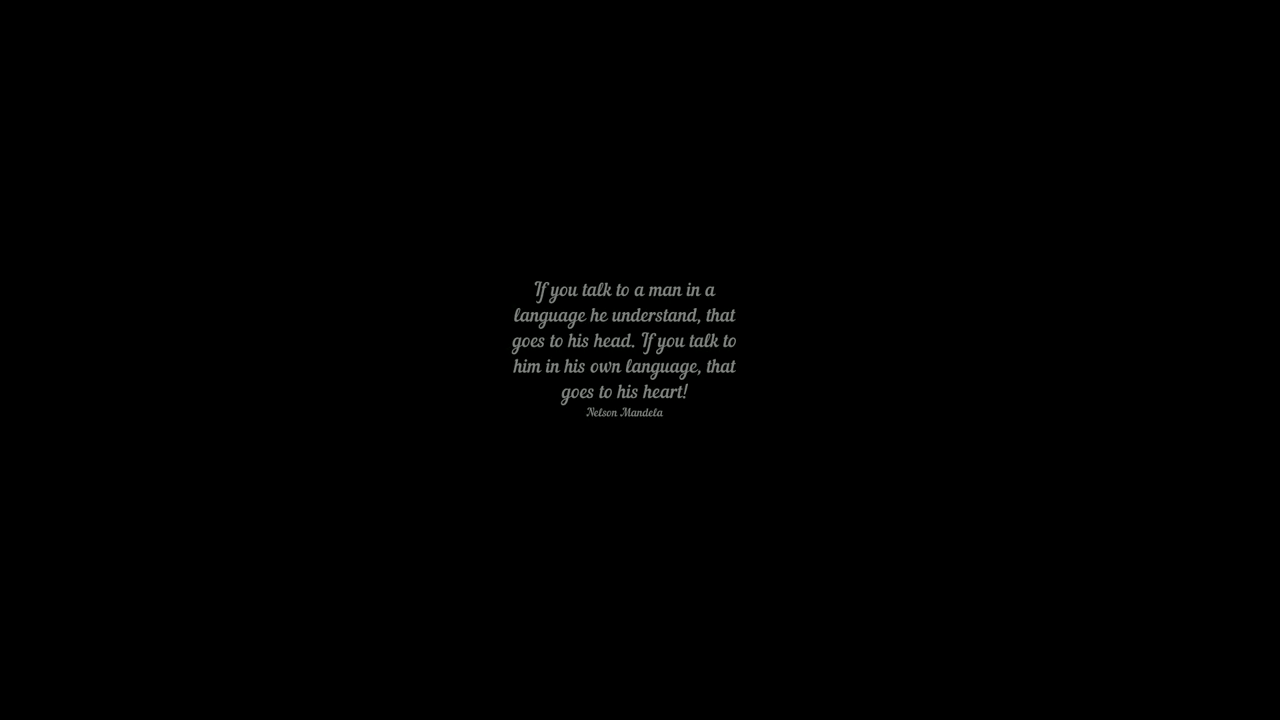 If you talk to a man in a
language he understand, that
goes to his head. If you talk to
him in his own language, that
goes to his heart!
Nelson Mandela